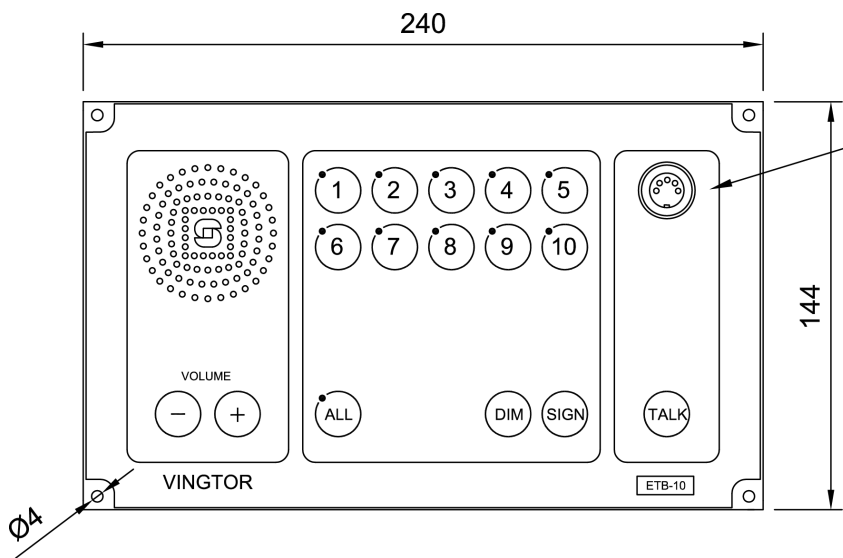 240
1 2 3 4 5
6 7 8 9 10
144
VOLUME
− +
ALL DIM SIGN TALK
VINGTOR
ETB-10
Ø4